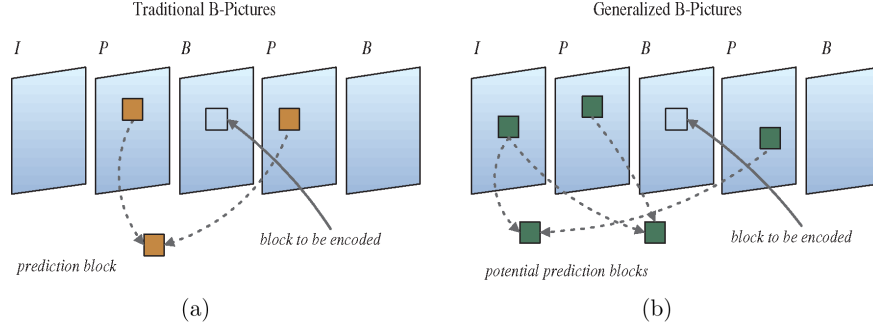 Traditional B-Pictures
I P B P B
block to be encoded
prediction block
(a)
Generalized B-Pictures
I P B P B
block to be encoded
potential prediction blocks
(b)